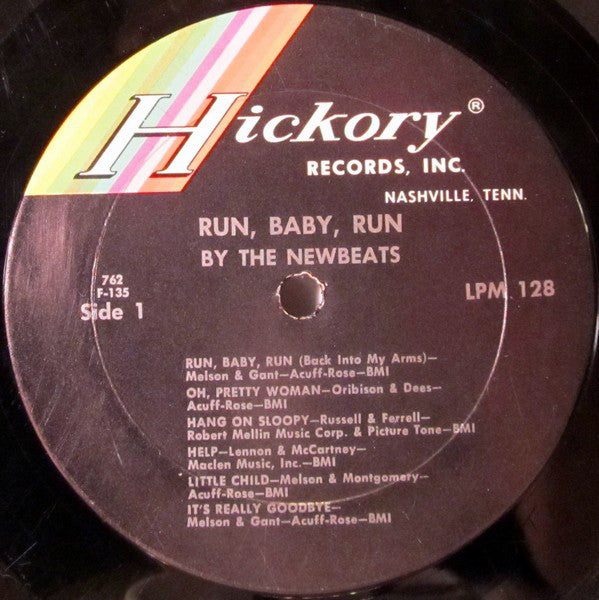 Hickory®
RECORDS, INC.
NASHVILLE, TENN.
RUN, BABY, RUN
BY THE NEWBEATS
762
F-135
Side 1
LPM 128
RUN, BABY, RUN (Back Into My Arms)—
Melson & Gant—Acuff-Rose—BMI
OH, PRETTY WOMAN—Oribison & Dees—
Acuff-Rose—BMI
HANG ON SLOOPY—Russell & Ferrell—
Robert Mellin Music Corp. & Picture Tone—BMI
HELP—Lennon & McCartney—
Maclen Music, Inc.—BMI
LITTLE CHILD—Melson & Montgomery—
Acuff-Rose—BMI
IT'S REALLY GOODBYE—
Melson & Gant—Acuff-Rose—BMI